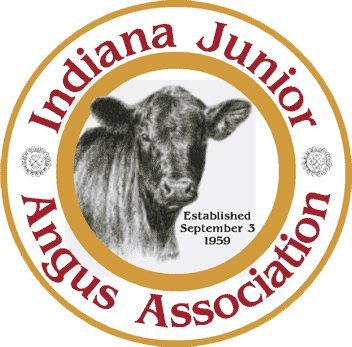 Indiana Junior
Established
September 3
1959
Angus Association